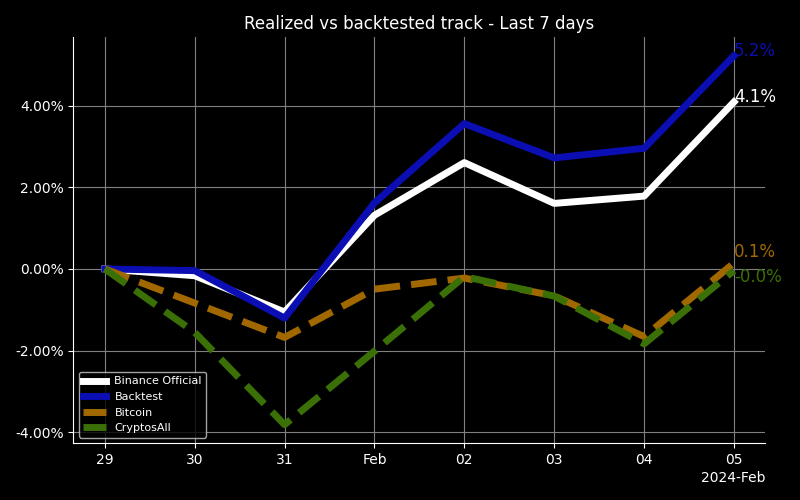 Realized vs backtested track - Last 7 days
5.2%
4.1%
0.1%
-0.0%
4.00%
2.00%
0.00%
-2.00%
-4.00%
Binance Official
Backtest
Bitcoin
CryptosAll
29 30 31 Feb 02 03 04 05
2024-Feb